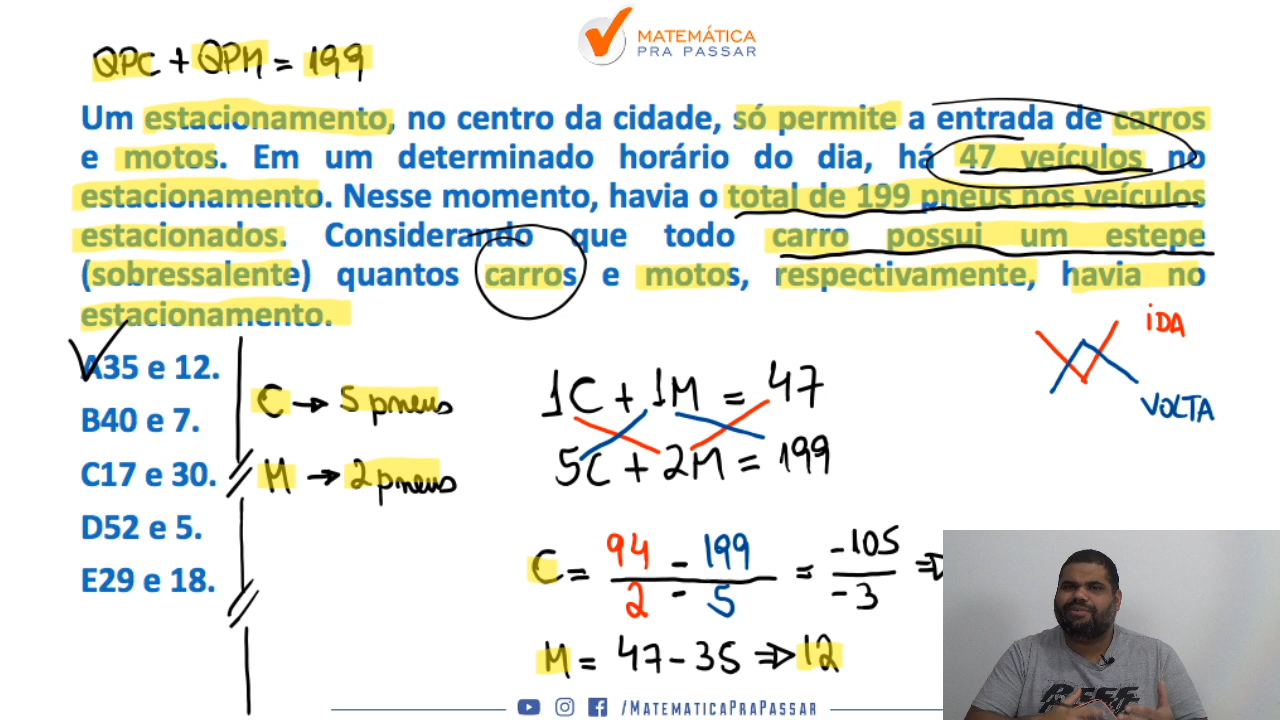 MATEMÁTICA
PRA PASSAR
QPC + QPM = 199
Um estacionamento, no centro da cidade, só permite a entrada de carros
e motos. Em um determinado horário do dia, há 47 veículos no
estacionamento. Nesse momento, havia o total de 199 pneus nos veículos
estacionados. Considerando que todo carro possui um estepe
(sobressalente) quantos carros e motos, respectivamente, havia no
estacionamento.
A35 e 12.
B40 e 7.
C17 e 30.
D52 e 5.
E29 e 18.
C → 5 pneus
M → 2 pneus
1C + 1M = 47
5C + 2M = 199
iDA
VOLTA
C = 94 - 199 / 2 - 5 = -105 / -3 ⇒
M = 47 - 35 ⇒ 12
/MatematicaPraPassar